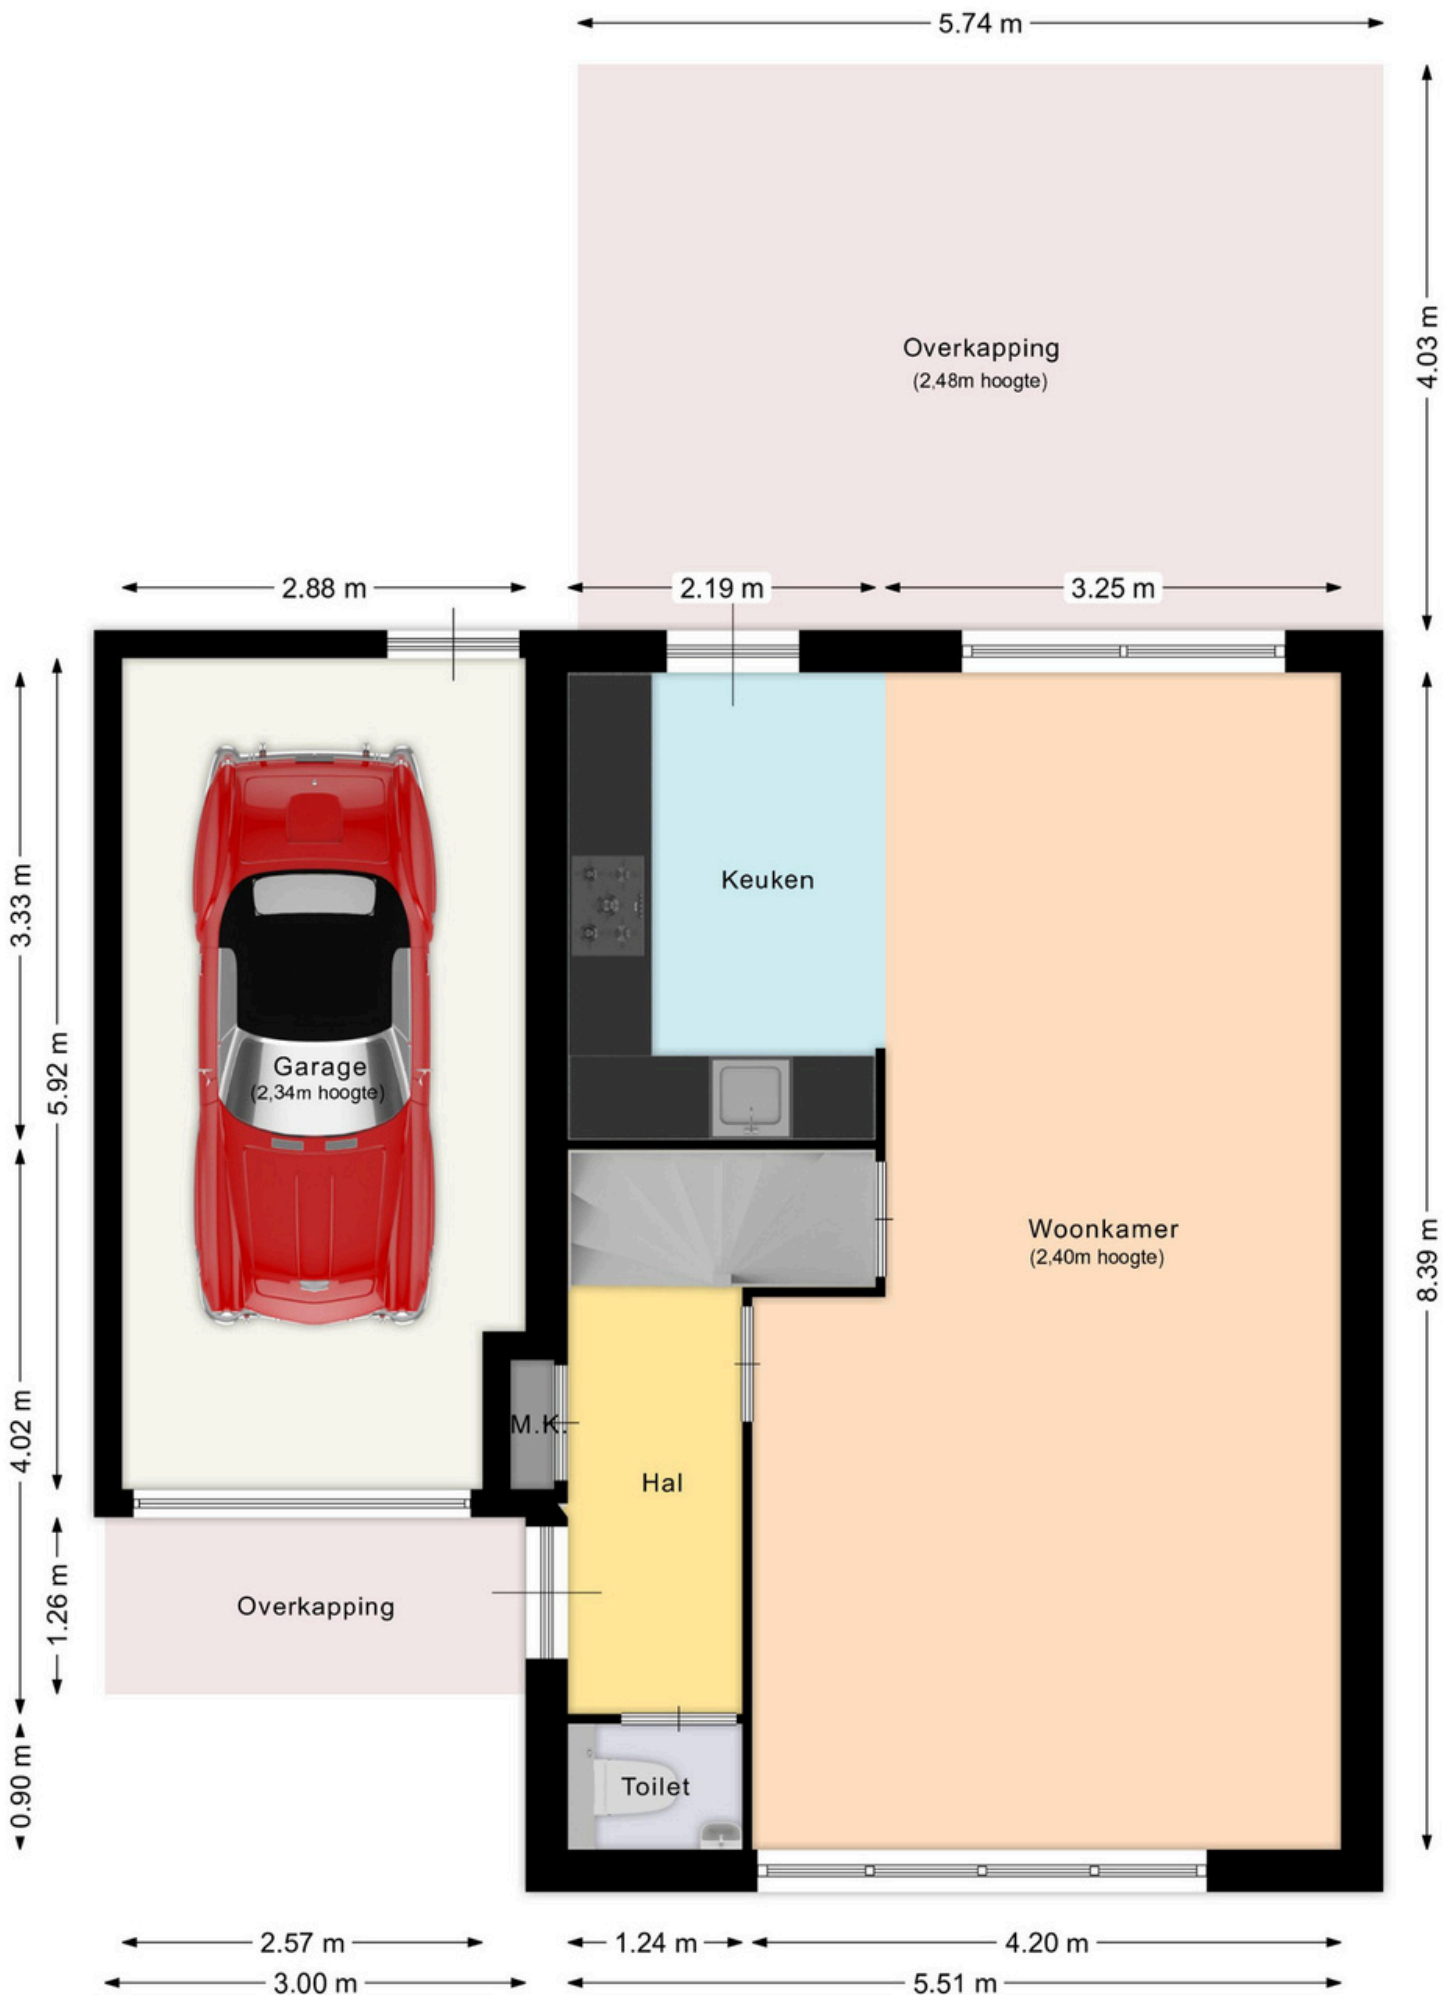 5.74 m
4.03 m
Overkapping
(2,48m hoogte)
2.88 m
2.19 m
3.25 m
3.33 m
5.92 m
Keuken
Garage
(2,34m hoogte)
Woonkamer
(2,40m hoogte)
8.39 m
4.02 m
M.K.
Hal
1.26 m
Overkapping
0.90 m
Toilet
2.57 m
1.24 m
4.20 m
3.00 m
5.51 m